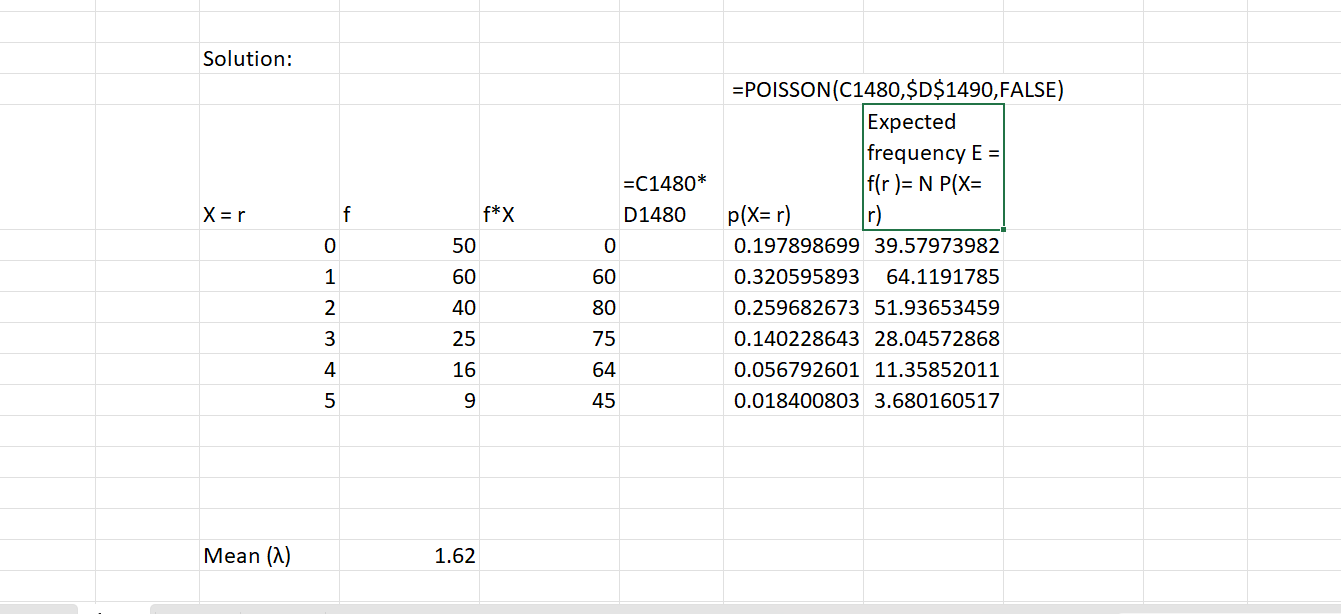 Solution:
=POISSON(C1480,$D$1490,FALSE)
Expected
frequency E =
=C1480* f(r )= N P(X=
X = r f f*X D1480 p(X= r) r)
0 50 0 0.197898699 39.57973982
1 60 60 0.320595893 64.1191785
2 40 80 0.259682673 51.93653459
3 25 75 0.140228643 28.04572868
4 16 64 0.056792601 11.35852011
5 9 45 0.018400803 3.680160517
Mean (λ) 1.62